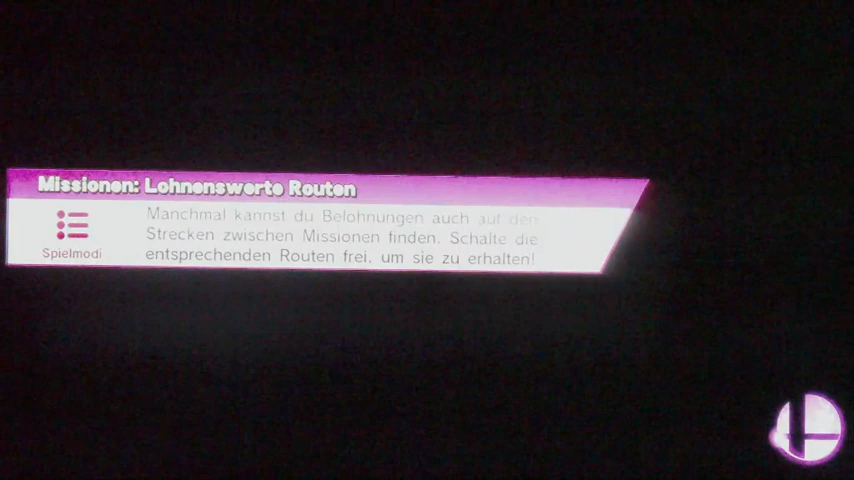 Missionen: Lohnenswerte Routen
Manchmal kannst du Belohnungen auch auf den
Strecken zwischen Missionen finden. Schalte die
entsprechenden Routen frei, um sie zu erhalten!
Spielmodi